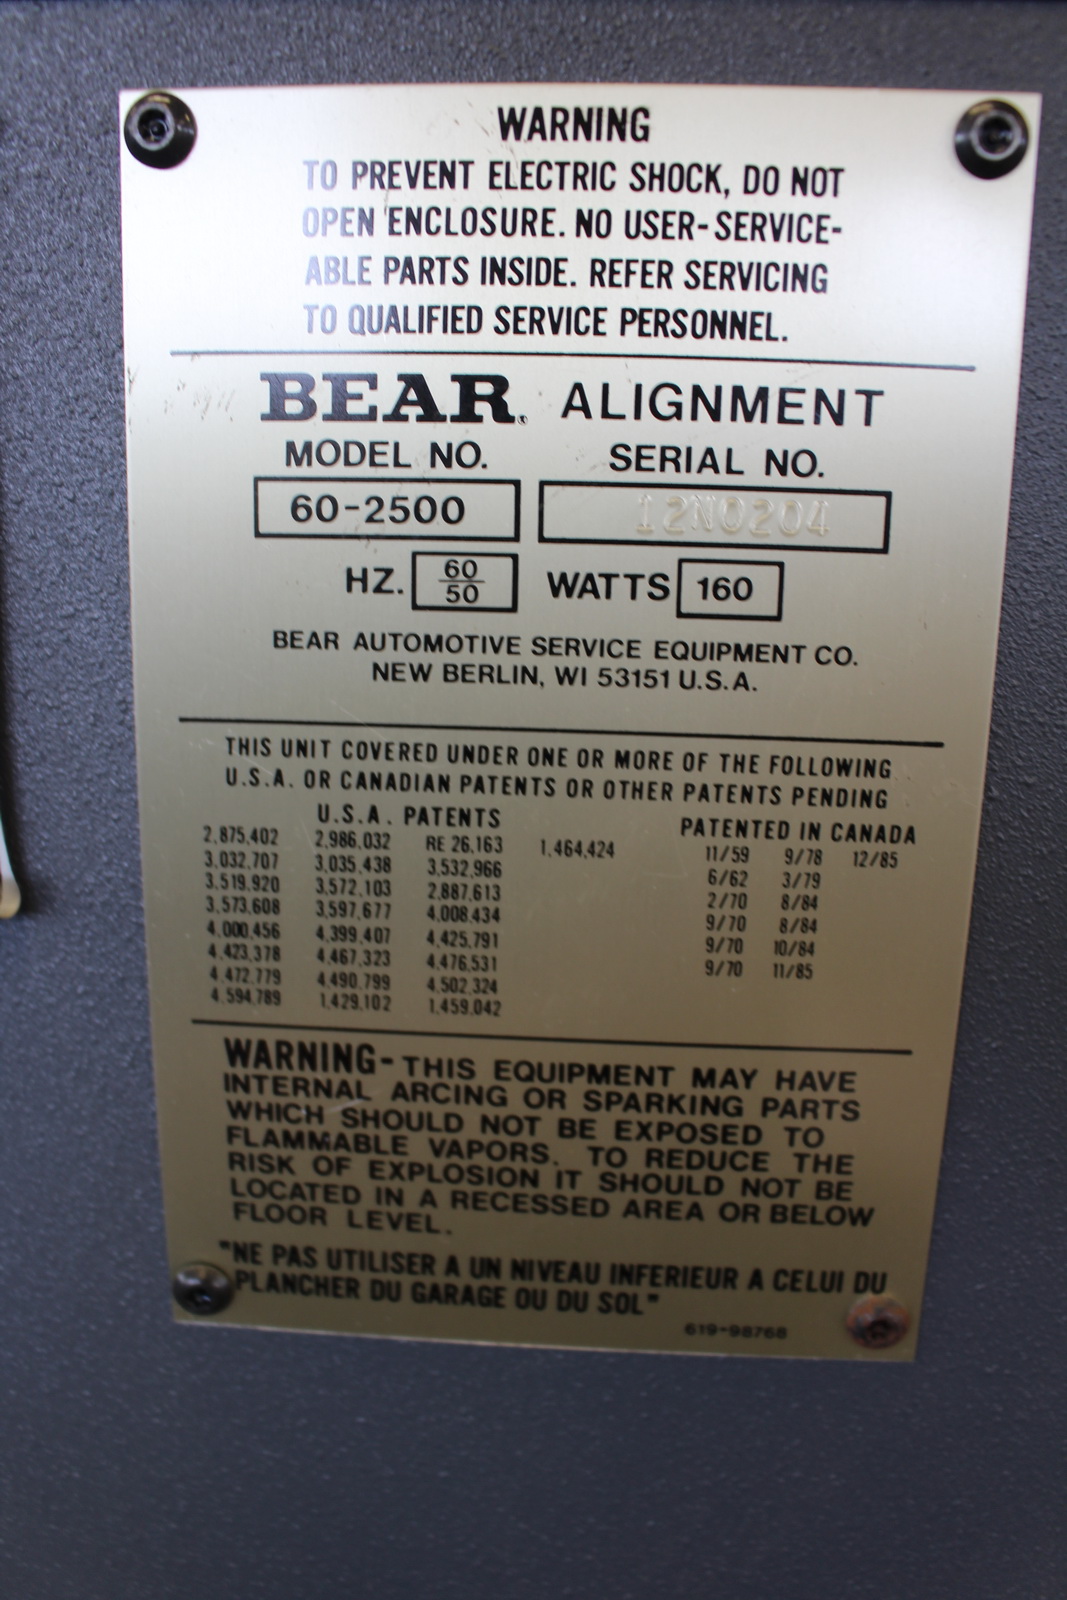 WARNING
TO PREVENT ELECTRIC SHOCK, DO NOT
OPEN ENCLOSURE. NO USER-SERVICE-
ABLE PARTS INSIDE. REFER SERVICING
TO QUALIFIED SERVICE PERSONNEL.
BEAR. ALIGNMENT
MODEL NO. SERIAL NO.
60-2500 12N0204
HZ. 60/50 WATTS 160
BEAR AUTOMOTIVE SERVICE EQUIPMENT CO.
NEW BERLIN, WI 53151 U.S.A.
THIS UNIT COVERED UNDER ONE OR MORE OF THE FOLLOWING
U.S.A. OR CANADIAN PATENTS OR OTHER PATENTS PENDING
U.S.A. PATENTS PATENTED IN CANADA
2,875,402 2,986,032 RE 26,163 1,464,424 11/59 9/78 12/85
3,032,707 3,035,438 3,532,966 6/62 3/79
3,519,920 3,572,103 2,887,613 2/70 8/84
3,573,608 3,597,677 4,008,434 9/70 8/84
4,000,456 4,399,407 4,425,791 9/70 10/84
4,423,378 4,467,323 4,476,531 9/70 11/85
4,472,779 4,490,799 4,502,324
4,594,789 1,429,102 1,459,042
WARNING- THIS EQUIPMENT MAY HAVE
INTERNAL ARCING OR SPARKING PARTS
WHICH SHOULD NOT BE EXPOSED TO
FLAMMABLE VAPORS. TO REDUCE THE
RISK OF EXPLOSION IT SHOULD NOT BE
LOCATED IN A RECESSED AREA OR BELOW
FLOOR LEVEL.
"NE PAS UTILISER A UN NIVEAU INFERIEUR A CELUI DU
PLANCHER DU GARAGE OU DU SOL"
619-98768